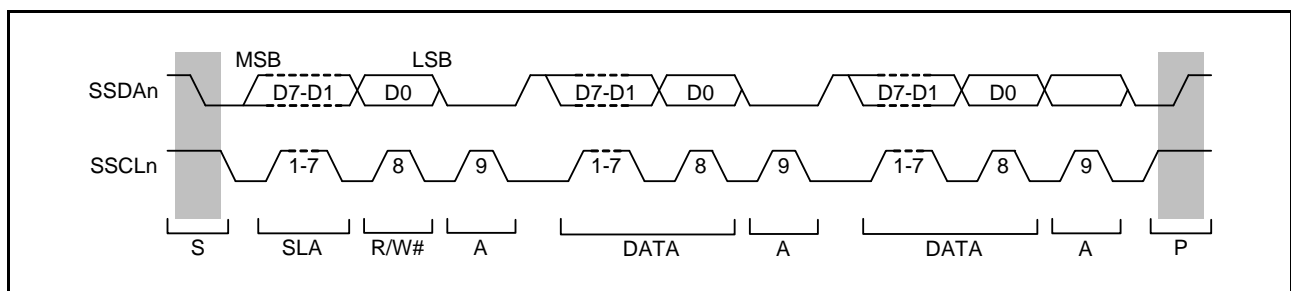 MSB LSB
SSDAn D7-D1 D0 D7-D1 D0 D7-D1 D0
SSCLn 1-7 8 9 1-7 8 9 1-7 8 9
S SLA R/W# A DATA A DATA A P